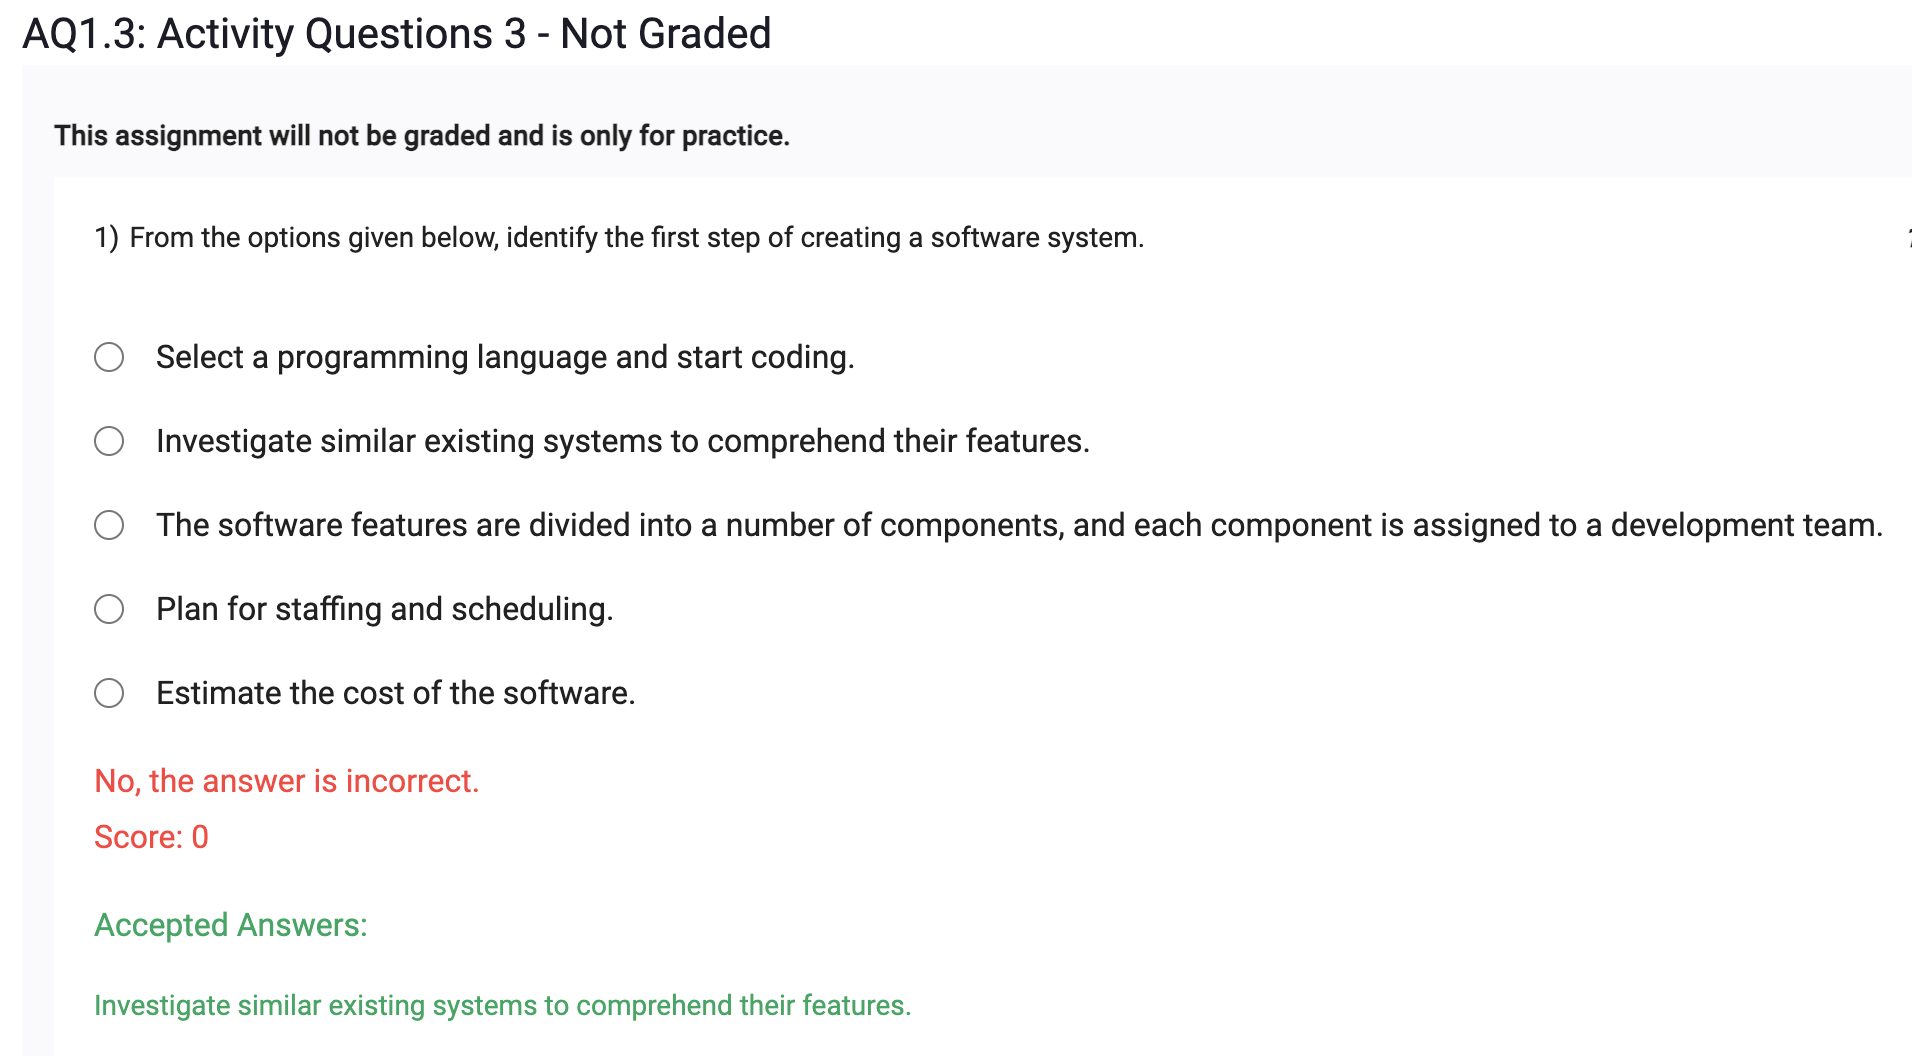 AQ1.3: Activity Questions 3 - Not Graded
This assignment will not be graded and is only for practice.
1) From the options given below, identify the first step of creating a software system.
Select a programming language and start coding.
Investigate similar existing systems to comprehend their features.
The software features are divided into a number of components, and each component is assigned to a development team.
Plan for staffing and scheduling.
Estimate the cost of the software.
No, the answer is incorrect.
Score: 0
Accepted Answers:
Investigate similar existing systems to comprehend their features.